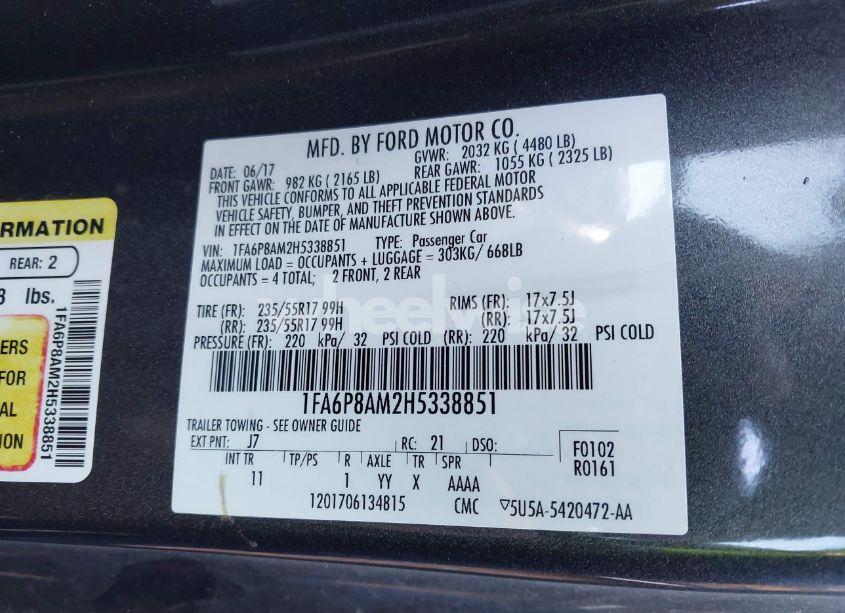 MFD. BY FORD MOTOR CO.
DATE: 06/17 GVWR: 2032 KG ( 4480 LB)
FRONT GAWR: 982 KG ( 2165 LB) REAR GAWR: 1055 KG ( 2325 LB)
THIS VEHICLE CONFORMS TO ALL APPLICABLE FEDERAL MOTOR
VEHICLE SAFETY, BUMPER, AND THEFT PREVENTION STANDARDS
IN EFFECT ON THE DATE OF MANUFACTURE SHOWN ABOVE.
VIN: 1FA6P8AM2H5338851 TYPE: Passenger Car
MAXIMUM LOAD = OCCUPANTS + LUGGAGE = 303KG/ 668LB
OCCUPANTS = 4 TOTAL; 2 FRONT, 2 REAR
TIRE (FR): 235/55R17 99H RIMS (FR): 17x7.5J
(RR): 235/55R17 99H (RR): 17x7.5J
PRESSURE (FR): 220 kPa/ 32 PSI COLD (RR): 220 kPa/ 32 PSI COLD
1FA6P8AM2H5338851
TRAILER TOWING - SEE OWNER GUIDE
EXT PNT: J7 RC: 21 DSO: F0102
R0161
INT TR TP/PS R AXLE TR SPR
11 1 YY X AAAA
1201706134815 CMC ▽5U5A-5420472-AA
wheelwise
ORMATION
REAR: 2
lbs.
ERS
FOR
AL
ION
1FA6P8AM2H5338851